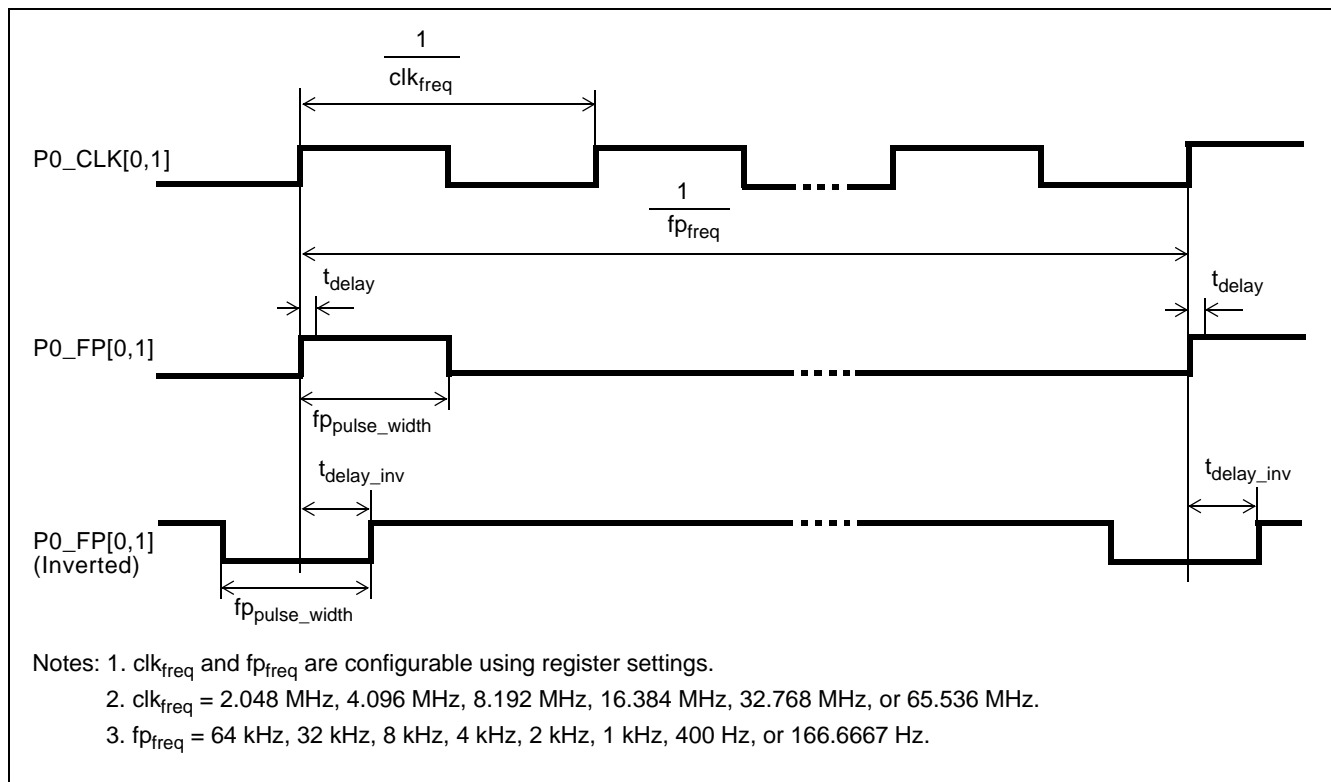 1
clk_freq
P0_CLK[0,1]
1
fp_freq
t_delay
t_delay
P0_FP[0,1]
fp_pulse_width
t_delay_inv
t_delay_inv
P0_FP[0,1]
(Inverted)
fp_pulse_width
Notes: 1. clk_freq and fp_freq are configurable using register settings.
2. clk_freq = 2.048 MHz, 4.096 MHz, 8.192 MHz, 16.384 MHz, 32.768 MHz, or 65.536 MHz.
3. fp_freq = 64 kHz, 32 kHz, 8 kHz, 4 kHz, 2 kHz, 1 kHz, 400 Hz, or 166.6667 Hz.